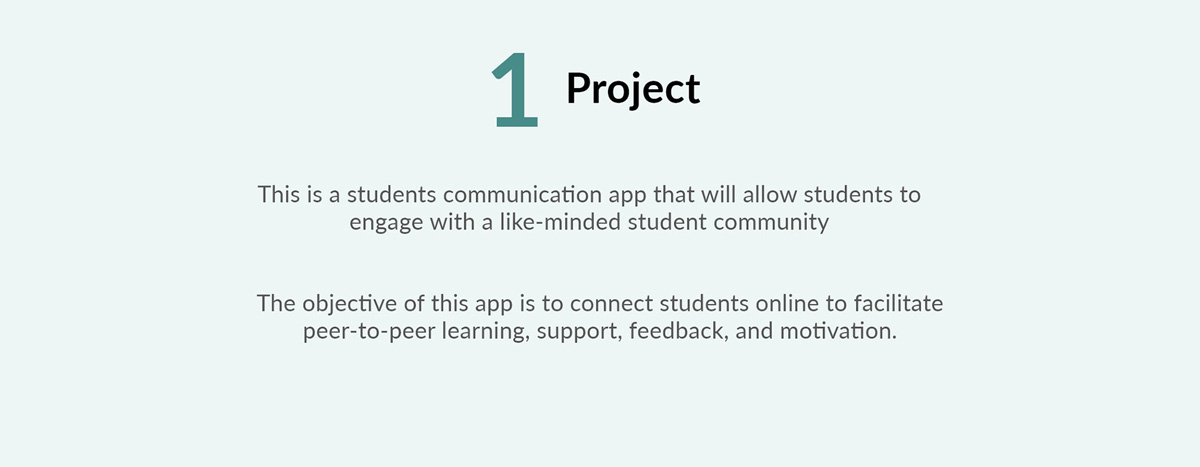 1 Project
This is a students communication app that will allow students to
engage with a like-minded student community
The objective of this app is to connect students online to facilitate
peer-to-peer learning, support, feedback, and motivation.